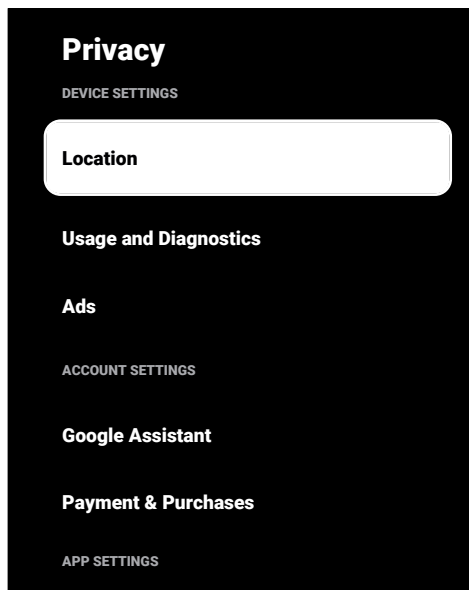 Privacy
DEVICE SETTINGS
Location
Usage and Diagnostics
Ads
ACCOUNT SETTINGS
Google Assistant
Payment & Purchases
APP SETTINGS